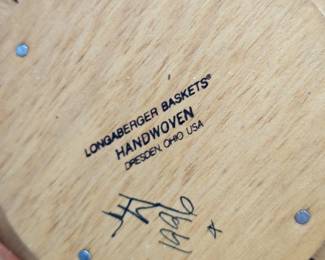 LONGABERGER BASKETS®
HANDWOVEN
DRESDEN, OHIO USA
1996